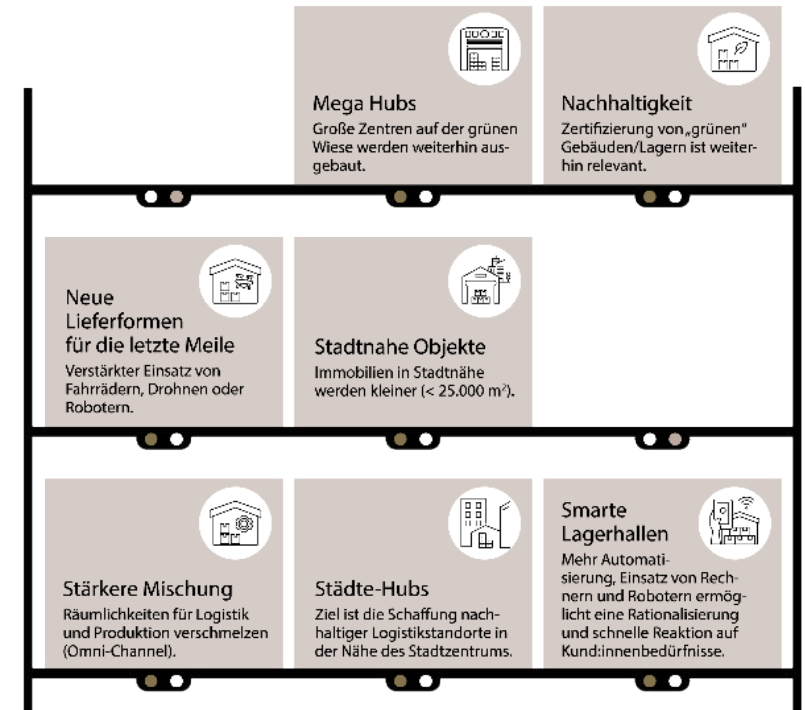 Mega Hubs
Große Zentren auf der grünen
Wiese werden weiterhin aus-
gebaut.
Nachhaltigkeit
Zertifizierung von „grünen“
Gebäuden/Lagern ist weiter-
hin relevant.
Neue
Lieferformen
für die letzte Meile
Verstärkter Einsatz von
Fahrrädern, Drohnen oder
Robotern.
Stadtnahe Objekte
Immobilien in Stadtnähe
werden kleiner (< 25.000 m²).
Stärkere Mischung
Räumlichkeiten für Logistik
und Produktion verschmelzen
(Omni-Channel).
Städte-Hubs
Ziel ist die Schaffung nach-
haltiger Logistikstandorte in
der Nähe des Stadtzentrums.
Smarte
Lagerhallen
Mehr Automati-
sierung, Einsatz von Rech-
nern und Robotern ermög-
licht eine Rationalisierung
und schnelle Reaktion auf
Kund:innenbedürfnisse.